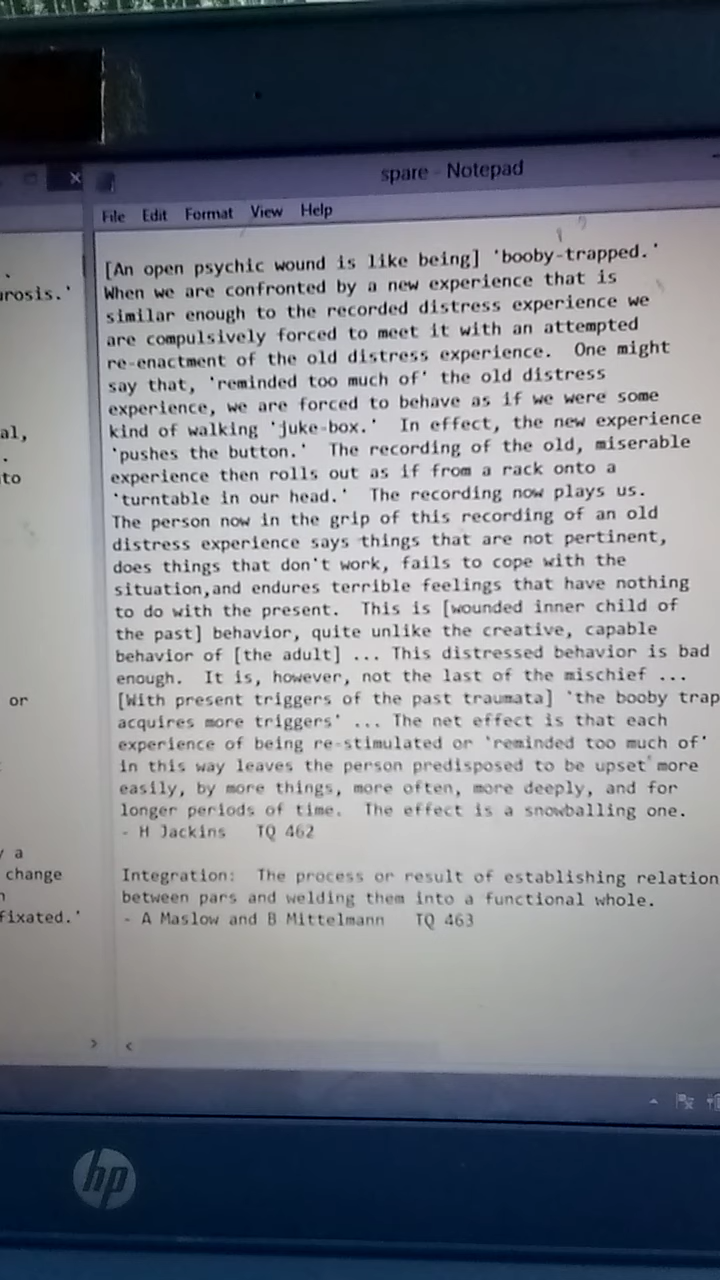 spare - Notepad
File Edit Format View Help
[An open psychic wound is like being] 'booby-trapped.'
When we are confronted by a new experience that is
similar enough to the recorded distress experience we
are compulsively forced to meet it with an attempted
re-enactment of the old distress experience.  One might
say that, 'reminded too much of' the old distress
experience, we are forced to behave as if we were some
kind of walking 'juke-box.'  In effect, the new experience
'pushes the button.'  The recording of the old, miserable
experience then rolls out as if from a rack onto a
'turntable in our head.'  The recording now plays us.
The person now in the grip of this recording of an old
distress experience says things that are not pertinent,
does things that don't work, fails to cope with the
situation,and endures terrible feelings that have nothing
to do with the present.  This is [wounded inner child of
the past] behavior, quite unlike the creative, capable
behavior of [the adult] ... This distressed behavior is bad
enough.  It is, however, not the last of the mischief ...
[With present triggers of the past traumata] 'the booby trap
acquires more triggers' ... The net effect is that each
experience of being re-stimulated or 'reminded too much of'
in this way leaves the person predisposed to be upset more
easily, by more things, more often, more deeply, and for
longer periods of time.  The effect is a snowballing one.
- H Jackins   TQ 462
Integration:  The process or result of establishing relation
between pars and welding them into a functional whole.
- A Maslow and B Mittelmann   TQ 463
urosis.'
al,
to
or
a
change
fixated.'
hp